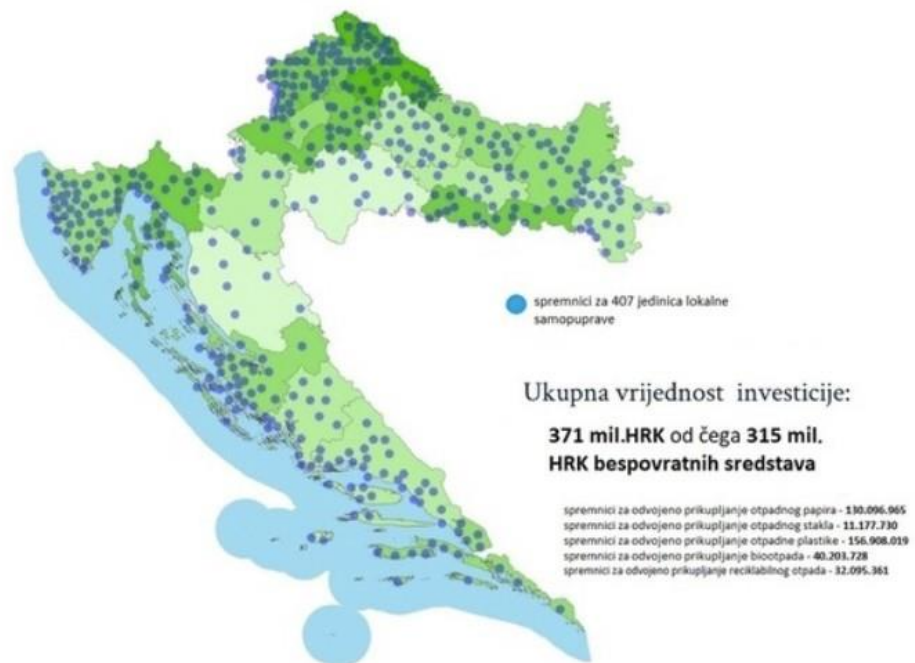 spremnici za 407 jedinica lokalne
samopuprave
Ukupna vrijednost investicije:
371 mil.HRK od čega 315 mil.
HRK bespovratnih sredstava
spremnici za odvojeno prikupljanje otpadnog papira - 130.096.965
spremnici za odvojeno prikupljanje otpadnog stakla - 11.177.730
spremnici za odvojeno prikupljanje otpadne plastike - 156.908.019
spremnici za odvojeno prikupljanje biootpada - 40.203.728
spremnici za odvojeno prikupljanje reciklabilnog otpada - 32.095.361